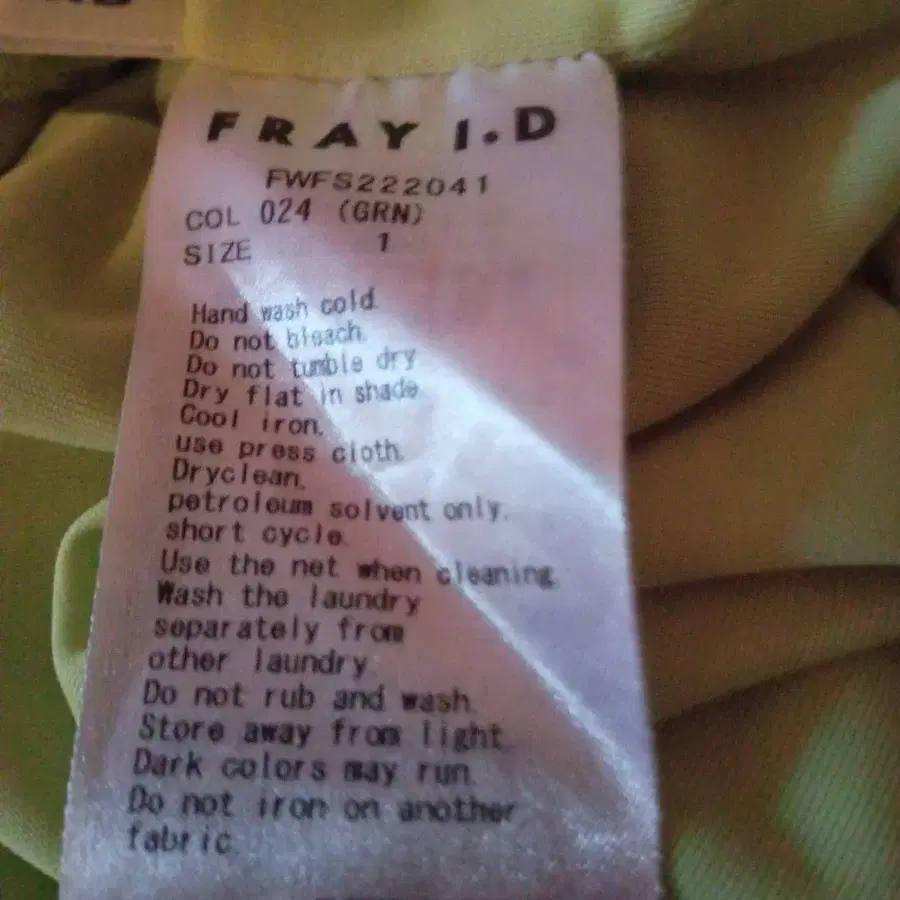 FRAY I.D
FWFS222041
COL 024 (GRN)
SIZE 1
Hand wash cold.
Do not bleach.
Do not tumble dry
Dry flat in shade
Cool iron.
use press cloth.
Dryclean.
petroleum solvent only.
short cycle.
Use the net when cleaning.
Wash the laundry
separately from
other laundry.
Do not rub and wash.
Store away from light.
Dark colors may run.
Do not iron on another
fabric.